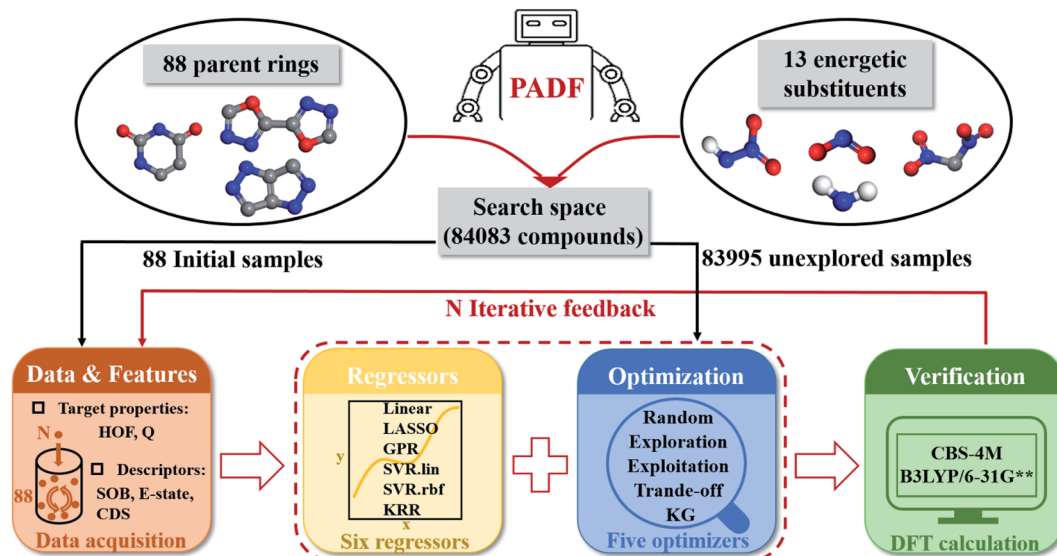 88 parent rings
PADF
13 energetic
substituents
Search space
(84083 compounds)
88 Initial samples
83995 unexplored samples
N Iterative feedback
Data & Features
Target properties:
HOF, Q
N
Descriptors:
SOB, E-state,
CDS
88
Data acquisition
Regressors
Linear
LASSO
GPR
SVR.lin
SVR.rbf
KRR
y
x
Six regressors
Optimization
Random
Exploration
Exploitation
Trande-off
KG
Five optimizers
Verification
CBS-4M
B3LYP/6-31G**
DFT calculation